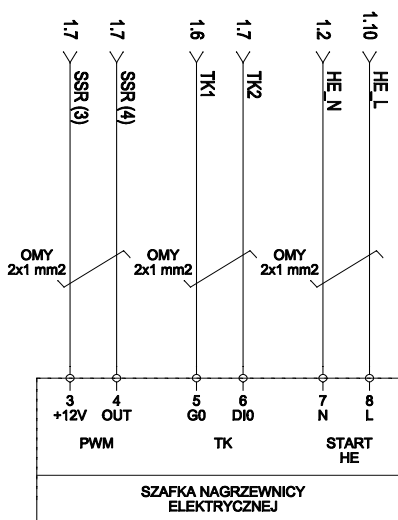 1.7
1.7
1.6
1.7
1.2
1.10
SSR (3)
SSR (4)
TK1
TK2
HE_N
HE_L
OMY
2x1 mm2
OMY
2x1 mm2
OMY
2x1 mm2
3 4 5 6 7 8
+12V OUT G0 DI0 N L
PWM TK START
HE
SZAFKA NAGRZEWNICY
ELEKTRYCZNEJ